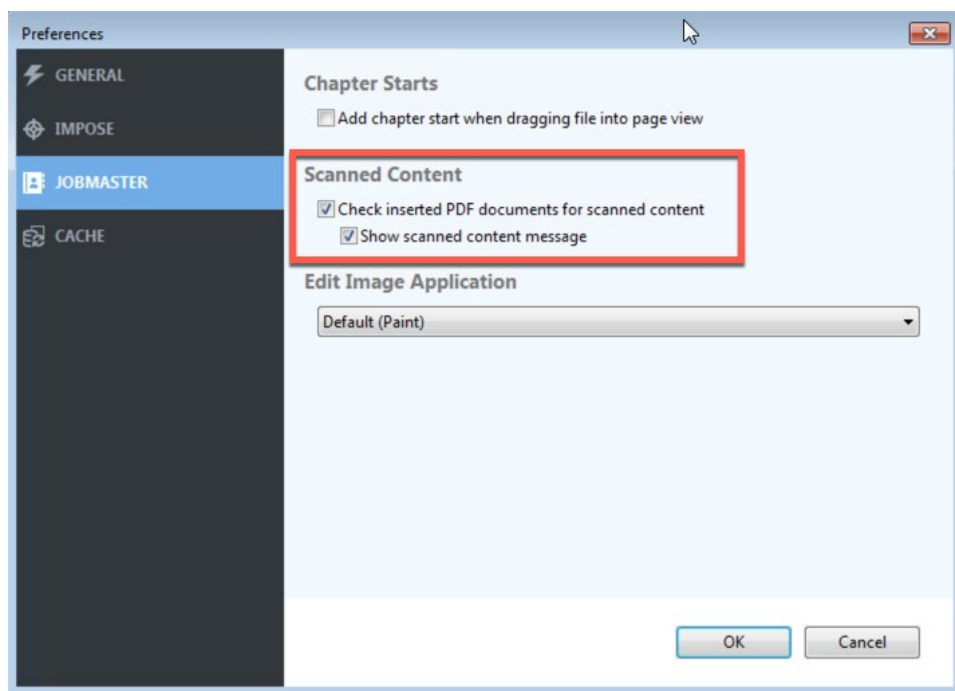 Preferences
GENERAL
IMPOSE
JOBMASTER
CACHE
Chapter Starts
Add chapter start when dragging file into page view
Scanned Content
Check inserted PDF documents for scanned content
Show scanned content message
Edit Image Application
Default (Paint)
OK
Cancel